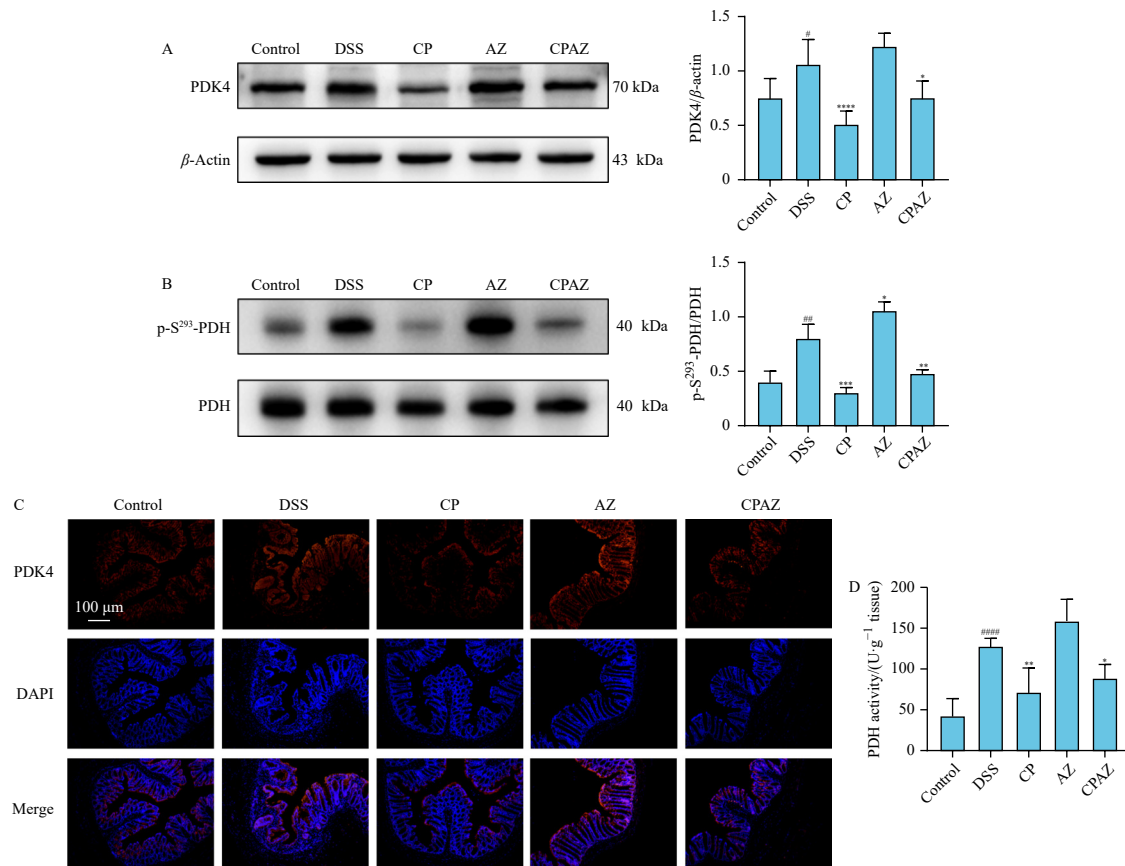 A
Control DSS CP AZ CPAZ
PDK4
70 kDa
β-Actin
43 kDa
PDK4/β-actin
1.5
1.0
0.5
0
#
****
*
Control DSS CP AZ CPAZ
B
Control DSS CP AZ CPAZ
p-S²⁹³-PDH
40 kDa
PDH
40 kDa
p-S²⁹³-PDH/PDH
1.5
1.0
0.5
0
##
***
*
**
Control DSS CP AZ CPAZ
C
Control DSS CP AZ CPAZ
PDK4
100 μm
DAPI
Merge
D
PDH activity/(U·g⁻¹ tissue)
200
150
100
50
0
####
**
*
Control DSS CP AZ CPAZ